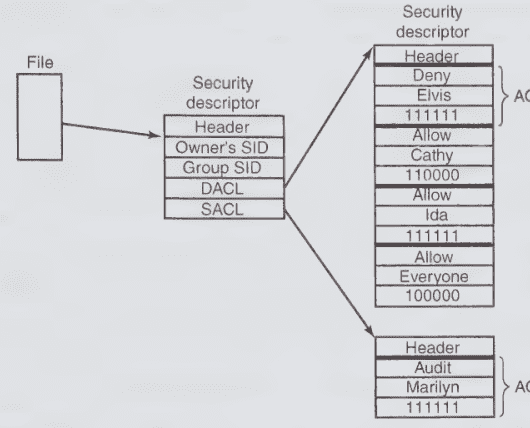 File
Security
descriptor
Header
Owner's SID
Group SID
DACL
SACL
Security
descriptor
Header
Deny
Elvis
111111
Allow
Cathy
110000
Allow
Ida
111111
Allow
Everyone
100000
Header
Audit
Marilyn
111111